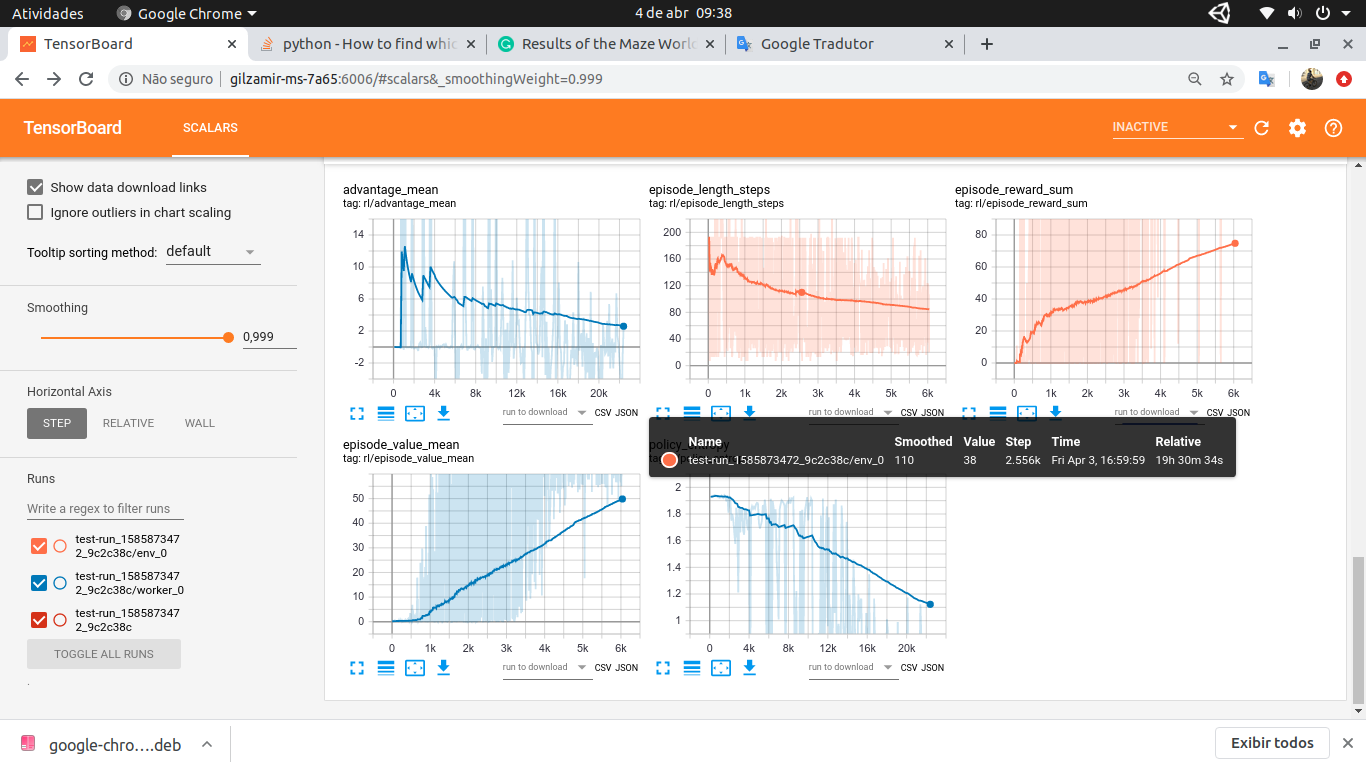 Atividades Google Chrome 4 de abr 09:38
TensorBoard python - How to find whic Results of the Maze Worl Google Tradutor
Não seguro gilzamir-ms-7a65:6006/#scalars&_smoothingWeight=0.999
TensorBoard SCALARS INACTIVE
Show data download links
Ignore outliers in chart scaling
Tooltip sorting method: default
Smoothing
0,999
Horizontal Axis
STEP RELATIVE WALL
Runs
Write a regex to filter runs
test-run_158587347
2_9c2c38c/env_0
test-run_158587347
2_9c2c38c/worker_0
test-run_158587347
2_9c2c38c
TOGGLE ALL RUNS
.
advantage_mean
tag: rl/advantage_mean
14
10
6
2
-2
0 4k 8k 12k 16k 20k
run to download CSV JSON
episode_length_steps
tag: rl/episode_length_steps
200
160
120
80
40
0
0 1k 2k 3k 4k 5k 6k
run to download CSV JSON
episode_reward_sum
tag: rl/episode_reward_sum
80
60
40
20
0
0 1k 2k 3k 4k 5k 6k
run to download CSV JSON
Name Smoothed Value Step Time Relative
test-run_1585873472_9c2c38c/env_0 110 38 2.556k Fri Apr 3, 16:59:59 19h 30m 34s
episode_value_mean
tag: rl/episode_value_mean
50
40
30
20
10
0
0 1k 2k 3k 4k 5k 6k
run to download CSV JSON
policy_entropy
2
1.8
1.6
1.4
1.2
1
0 4k 8k 12k 16k 20k
run to download CSV JSON
google-chro….deb Exibir todos